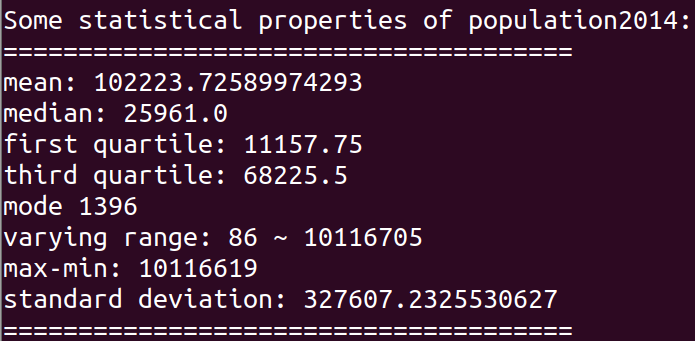 Some statistical properties of population2014:
======================================
mean: 102223.72589974293
median: 25961.0
first quartile: 11157.75
third quartile: 68225.5
mode 1396
varying range: 86 ~ 10116705
max-min: 10116619
standard deviation: 327607.2325530627
======================================